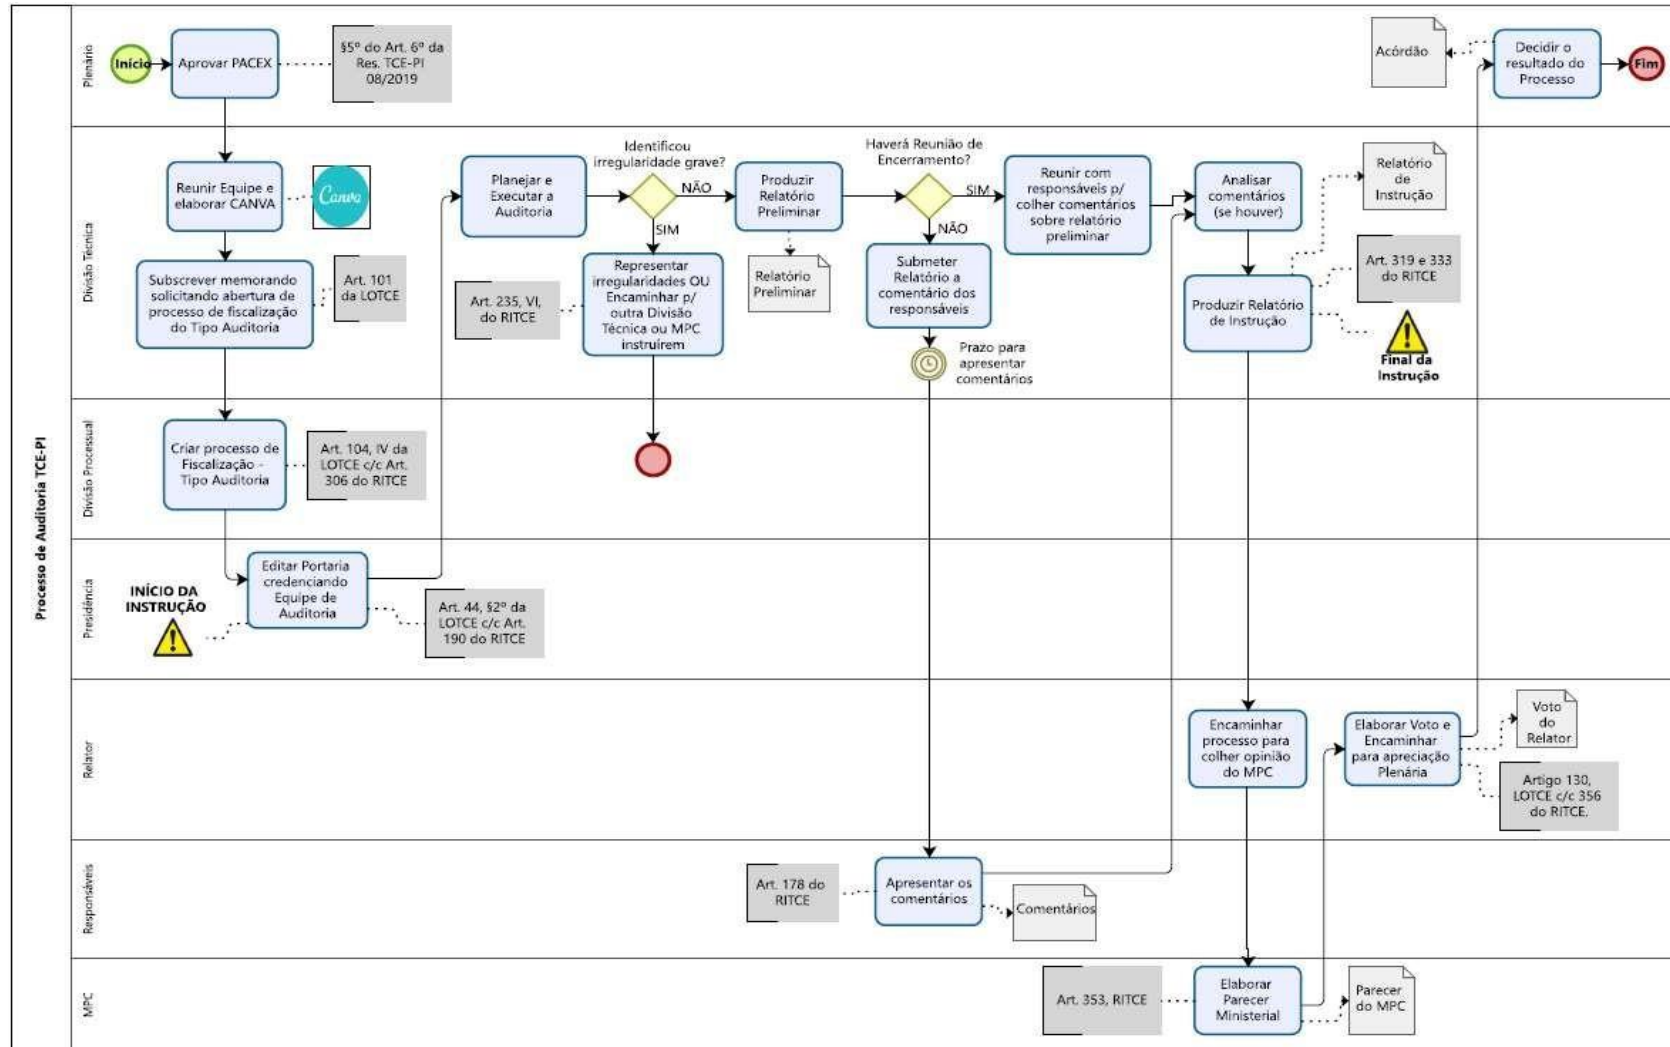 Processo de Auditoria TCE-PI
Plenário
Início
Aprovar PACEX
§5º do Art. 6º da
Res. TCE-PI
08/2019
Acórdão
Decidir o
resultado do
Processo
Fim
Divisão Técnica
Reunir Equipe e
elaborar CANVA
Canva
Subscrever memorando
solicitando abertura de
processo de fiscalização
do Tipo Auditoria
Art. 101
da LOTCE
Planejar e
Executar a
Auditoria
Identificou
irregularidade grave?
NÃO
SIM
Representar
irregularidades OU
Encaminhar p/
outra Divisão
Técnica ou MPC
instruírem
Art. 235, VI,
do RITCE
Produzir
Relatório
Preliminar
Relatório
Preliminar
Haverá Reunião de
Encerramento?
SIM
NÃO
Submeter
Relatório a
comentário dos
responsáveis
Prazo para
apresentar
comentários
Reunir com
responsáveis p/
colher comentários
sobre relatório
preliminar
Analisar
comentários
(se houver)
Produzir Relatório
de Instrução
Relatório
de
Instrução
Art. 319 e 333
do RITCE
Final da
Instrução
Divisão Processual
Criar processo de
Fiscalização -
Tipo Auditoria
Art. 104, IV da
LOTCE c/c Art.
306 do RITCE
Presidência
INÍCIO DA
INSTRUÇÃO
Editar Portaria
credenciando
Equipe de
Auditoria
Art. 44, §2º da
LOTCE c/c Art.
190 do RITCE
Relator
Encaminhar
processo para
colher opinião
do MPC
Elaborar Voto e
Encaminhar
para apreciação
Plenária
Voto
do
Relator
Artigo 130,
LOTCE c/c 356
do RITCE.
Responsáveis
Art. 178 do
RITCE
Apresentar os
comentários
Comentários
MPC
Art. 353, RITCE
Elaborar
Parecer
Ministerial
Parecer
do MPC